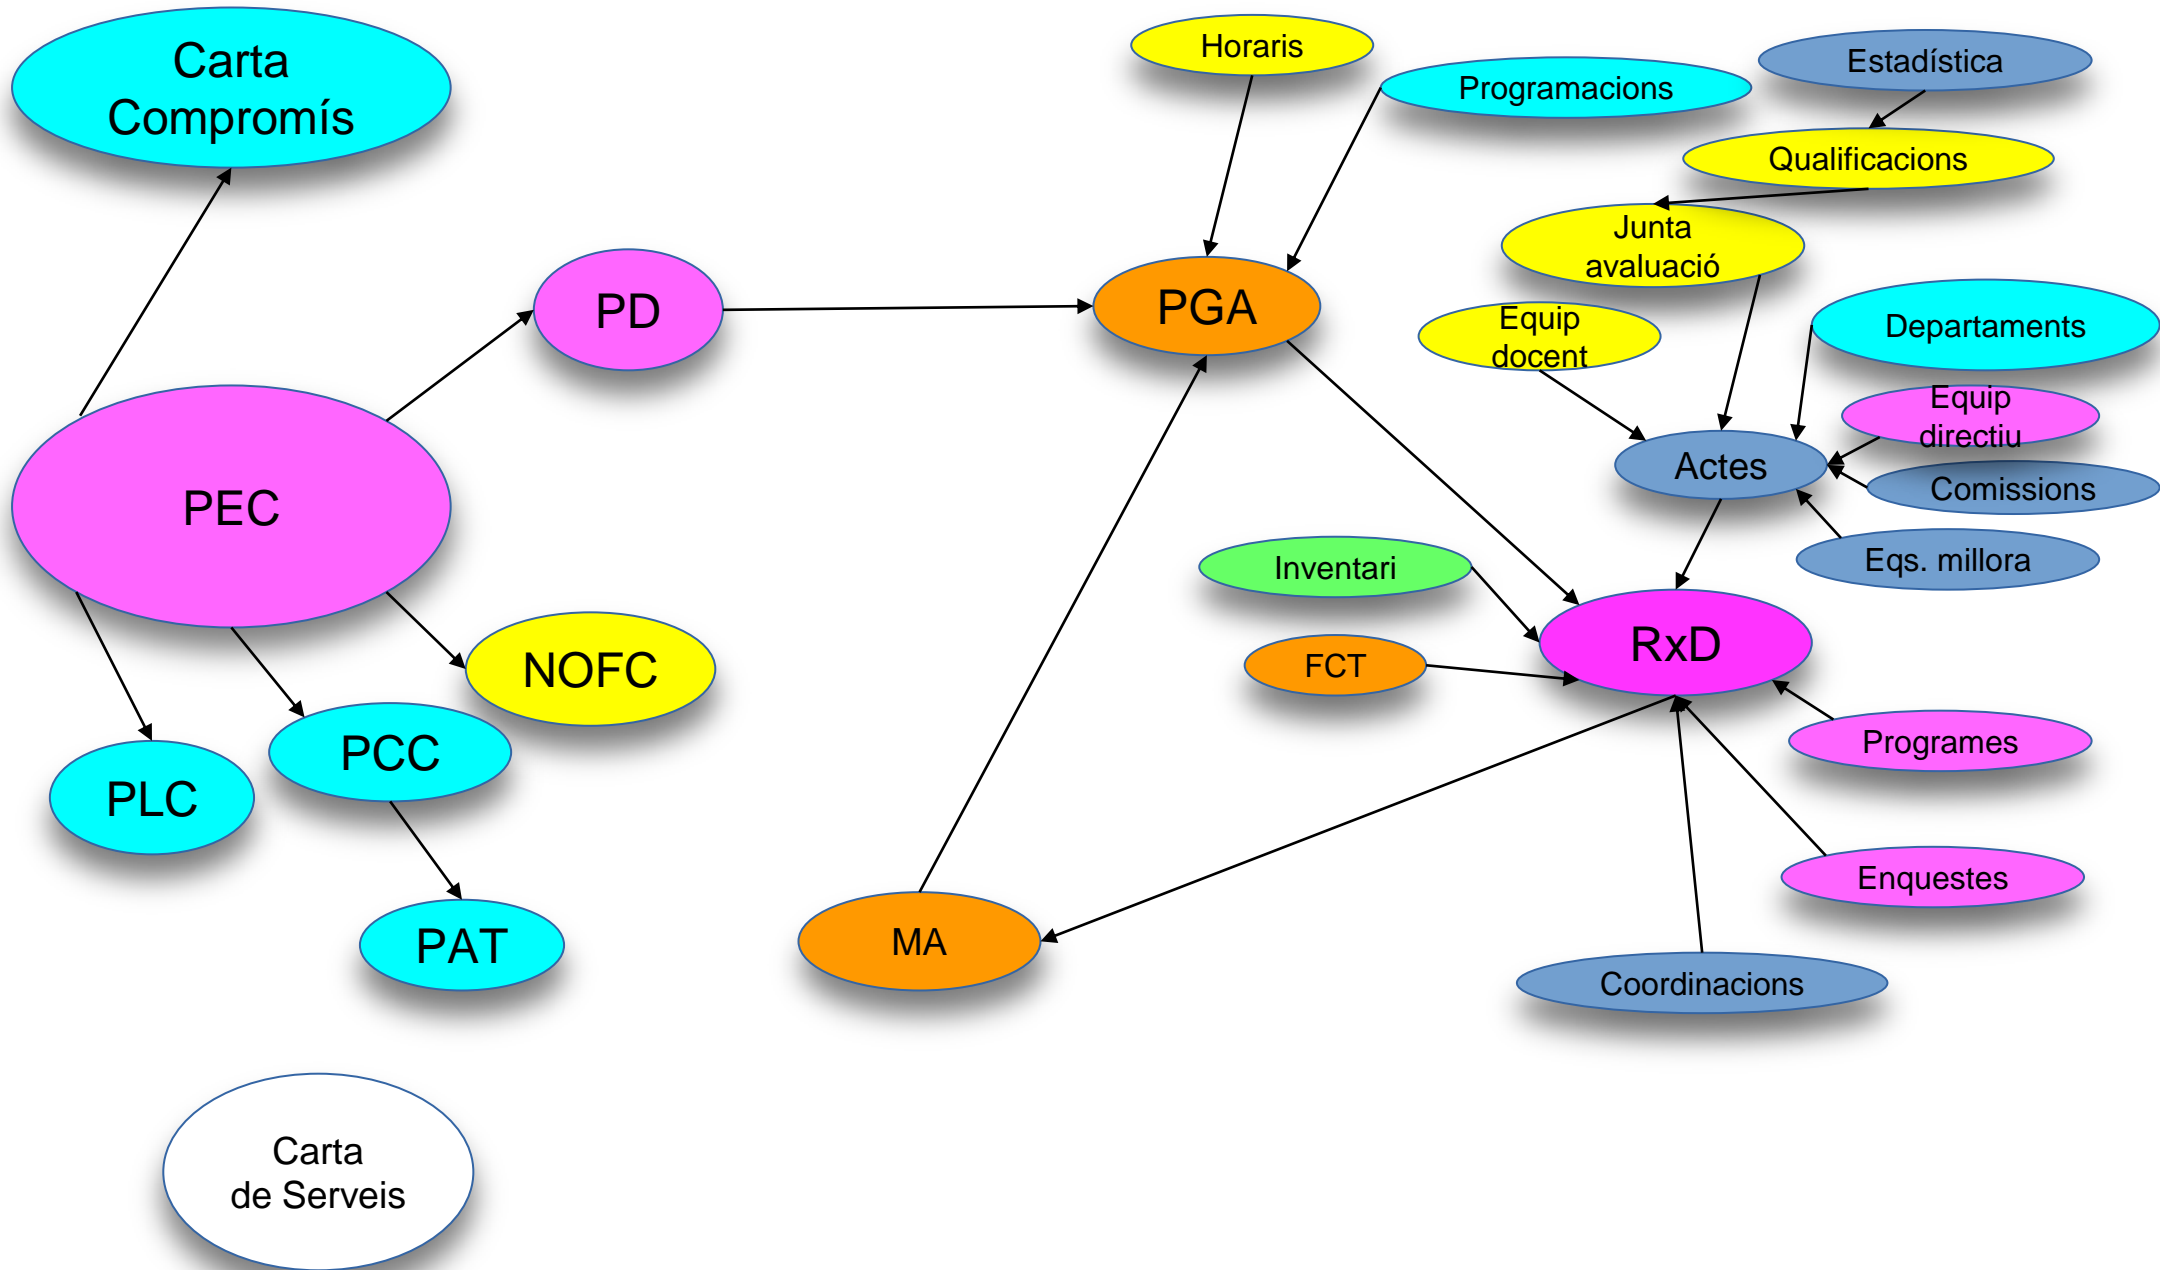 Carta
Compromís
Horaris
Programacions
Estadística
Qualificacions
Junta
avaluació
PD
PGA
Equip
docent
Departaments
Equip
directiu
Actes
Comissions
PEC
Eqs. millora
Inventari
RxD
FCT
NOFC
PCC
Programes
PLC
Enquestes
PAT
MA
Coordinacions
Carta
de Serveis